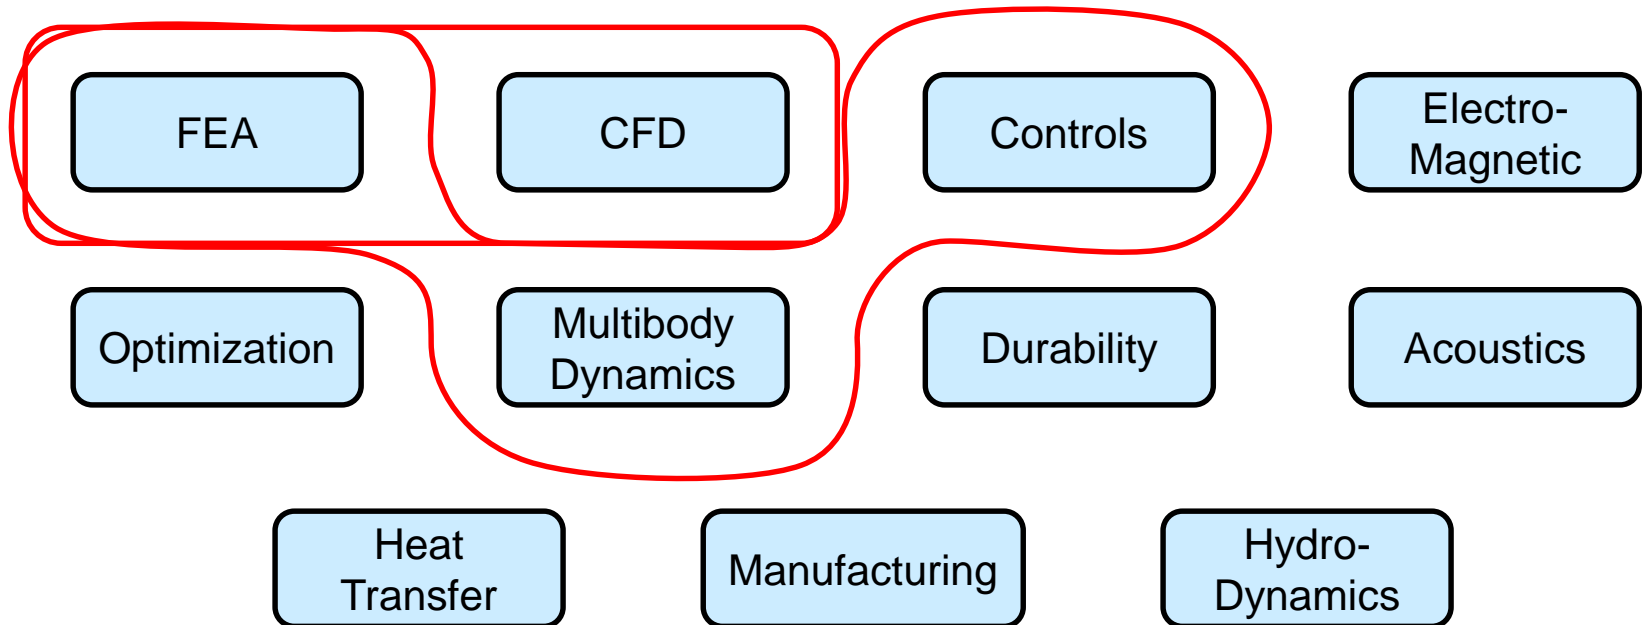 FEA
CFD
Controls
Electro-
Magnetic
Optimization
Multibody
Dynamics
Durability
Acoustics
Heat
Transfer
Manufacturing
Hydro-
Dynamics